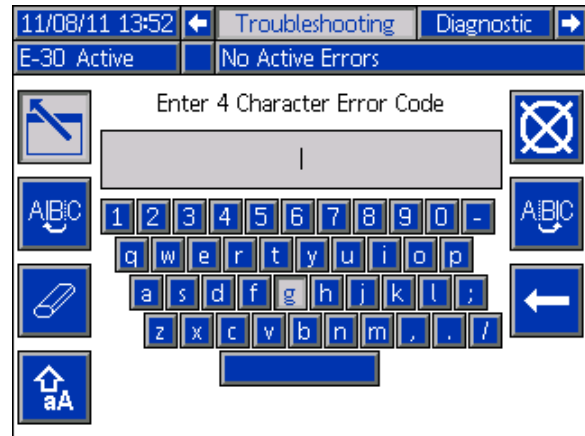 11/08/11 13:52 Troubleshooting Diagnostic
E-30 Active No Active Errors
Enter 4 Character Error Code
A|B|C 1 2 3 4 5 6 7 8 9 0 - A|B|C
q w e r t y u i o p
a s d f g h j k l ;
z x c v b n m , . /
aA